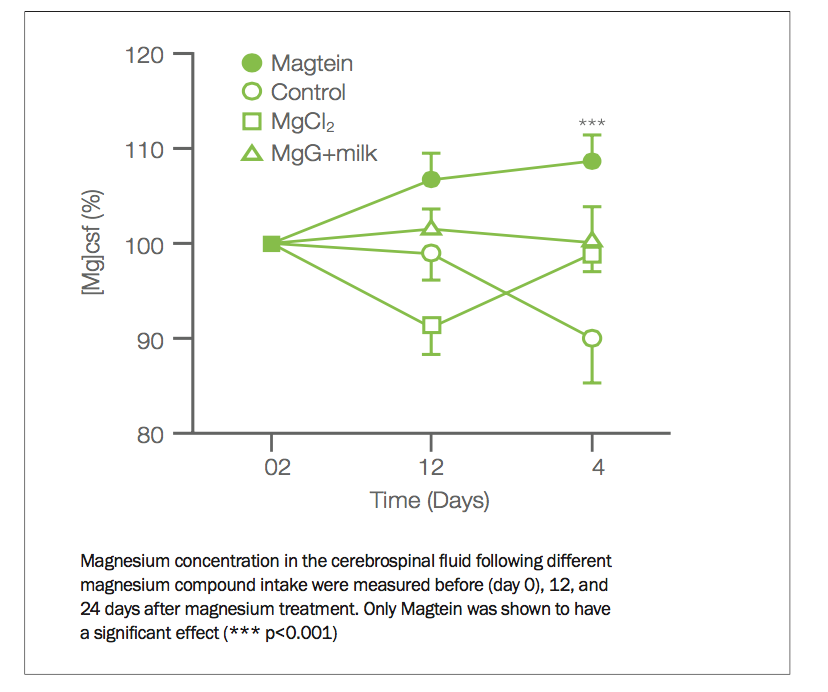 120
Magtein
Control
MgCl₂
MgG+milk
***
110
100
90
80
[Mg]csf (%)
02 12 4
Time (Days)
Magnesium concentration in the cerebrospinal fluid following different
magnesium compound intake were measured before (day 0), 12, and
24 days after magnesium treatment. Only Magtein was shown to have
a significant effect (*** p<0.001)